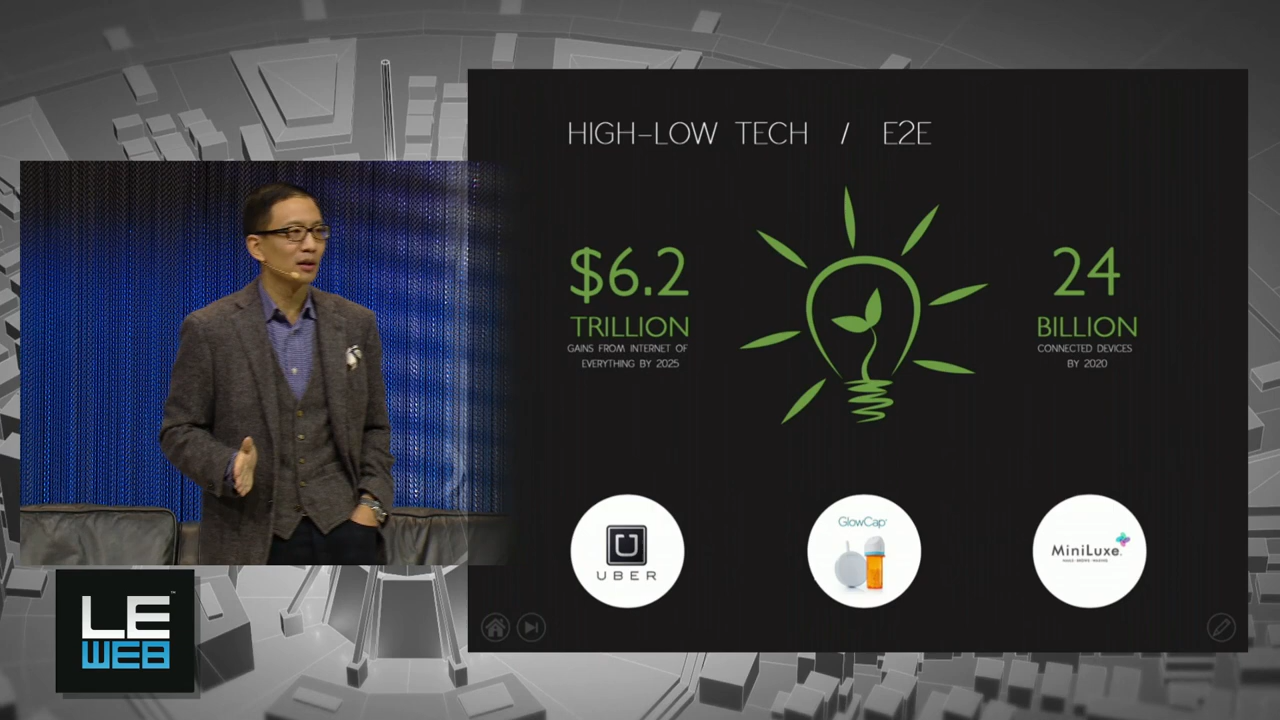 HIGH-LOW TECH / E2E
$6.2
TRILLION
GAINS FROM INTERNET OF
EVERYTHING BY 2025
24
BILLION
CONNECTED DEVICES
BY 2020
U
UBER
GlowCap
MiniLuxe
LE
WEB